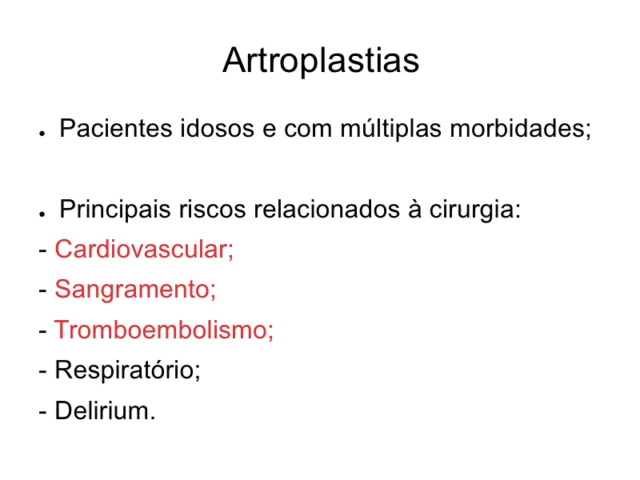 Artroplastias
● Pacientes idosos e com múltiplas morbidades;
● Principais riscos relacionados à cirurgia:
- Cardiovascular;
- Sangramento;
- Tromboembolismo;
- Respiratório;
- Delirium.